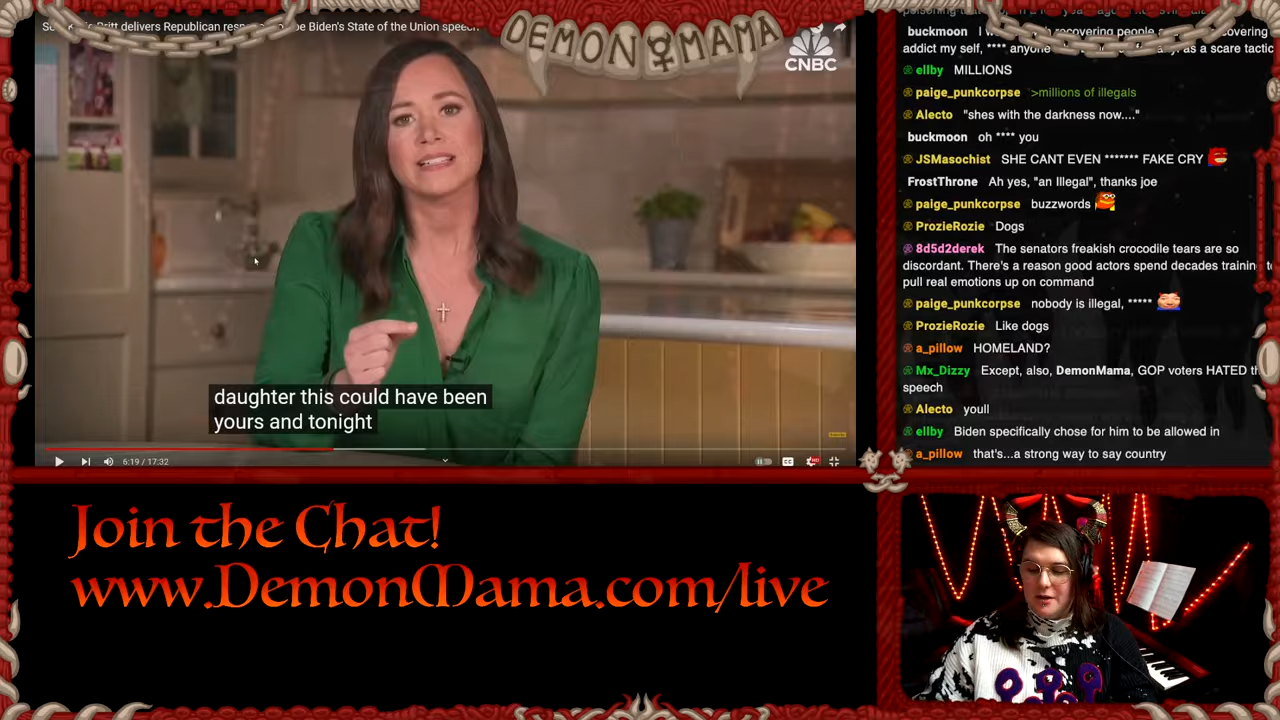 Britt delivers Republican
Biden's State of the Union speech
DEMON MAMA
CNBC
daughter this could have been
yours and tonight
6:19 / 17:32
Join the Chat!
www.DemonMama.com/live
buckmoon I recovering people recovering
addict my self, **** anyone as a scare tactic
ellby MILLIONS
paige_punkcorpse >millions of illegals
Alecto "shes with the darkness now...."
buckmoon oh **** you
JSMasochist SHE CANT EVEN ******* FAKE CRY
FrostThrone Ah yes, "an Illegal", thanks joe
paige_punkcorpse buzzwords
ProzieRozie Dogs
8d5d2derek The senators freakish crocodile tears are so
discordant. There's a reason good actors spend decades training
pull real emotions up on command
paige_punkcorpse nobody is illegal, *****
ProzieRozie Like dogs
a_pillow HOMELAND?
Mx_Dizzy Except, also, DemonMama, GOP voters HATED
speech
Alecto youll
ellby Biden specifically chose for him to be allowed in
a_pillow that's...a strong way to say country